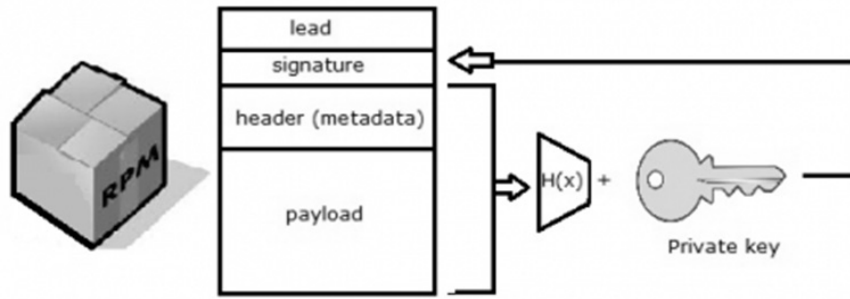 lead
signature
header (metadata)
payload
RPM
H(x)
+
Private key